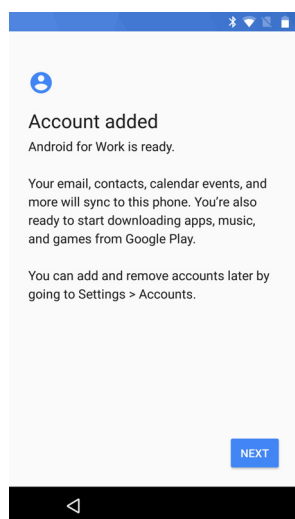 Account added
Android for Work is ready.
Your email, contacts, calendar events, and
more will sync to this phone. You're also
ready to start downloading apps, music,
and games from Google Play.
You can add and remove accounts later by
going to Settings > Accounts.
NEXT